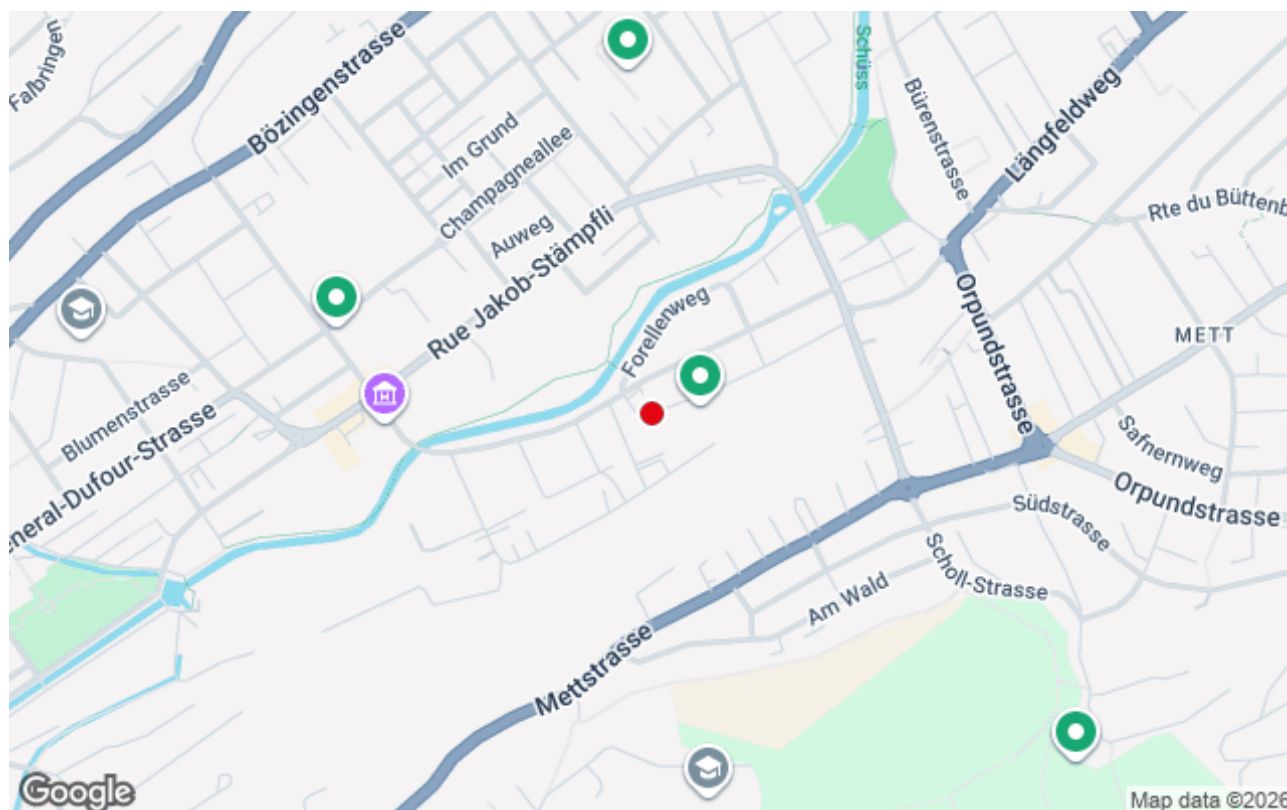 Falbringen
Bözingenstrasse
Schüss
Bürenstrasse
Längfeldweg
Im Grund
Champagneallee
Auweg
Rte du Büttenb
Rue Jakob-Stämpfli
Orpundstrasse
METT
Forellenweg
Blumenstrasse
eneral-Dufour-Strasse
Safnernweg
Orpundstrasse
Südstrasse
Scholl-Strasse
Am Wald
Mettstrasse
Google
Map data ©2026